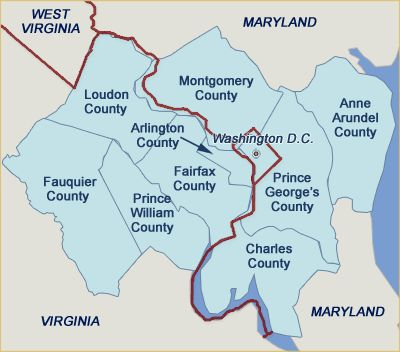 WEST
VIRGINIA
MARYLAND
Montgomery
County
Loudon
County
Anne
Arundel
County
Arlington
County
Washington D.C.
Fairfax
County
Fauquier
County
Prince
George's
County
Prince
William
County
Charles
County
VIRGINIA
MARYLAND